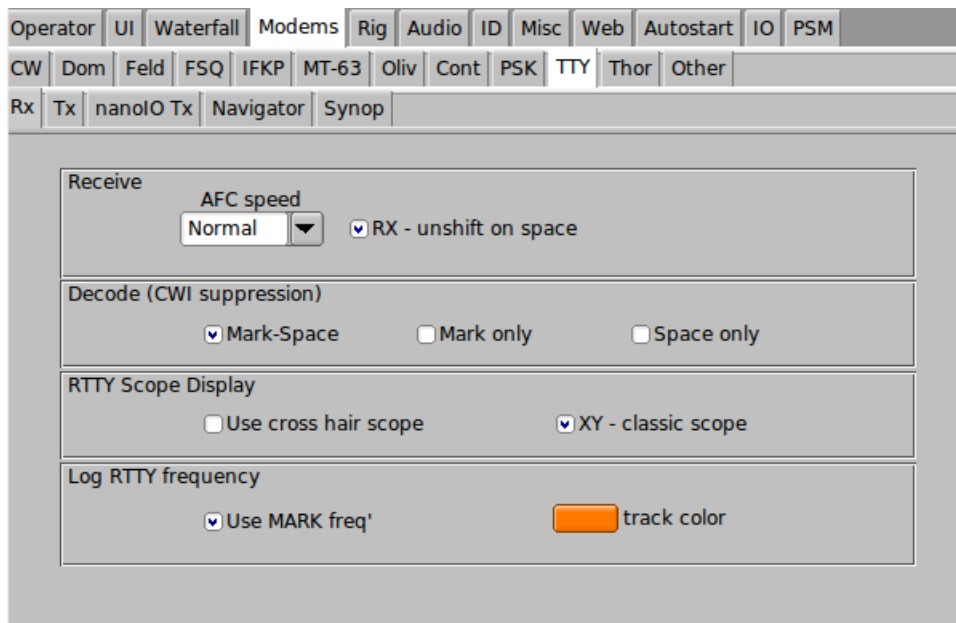 Operator UI Waterfall Modems Rig Audio ID Misc Web Autostart IO PSM
CW Dom Feld FSQ IFKP MT-63 Oliv Cont PSK TTY Thor Other
Rx Tx nanoIO Tx Navigator Synop
Receive
AFC speed
Normal RX - unshift on space
Decode (CWI suppression)
Mark-Space Mark only Space only
RTTY Scope Display
Use cross hair scope XY - classic scope
Log RTTY frequency
Use MARK freq' track color